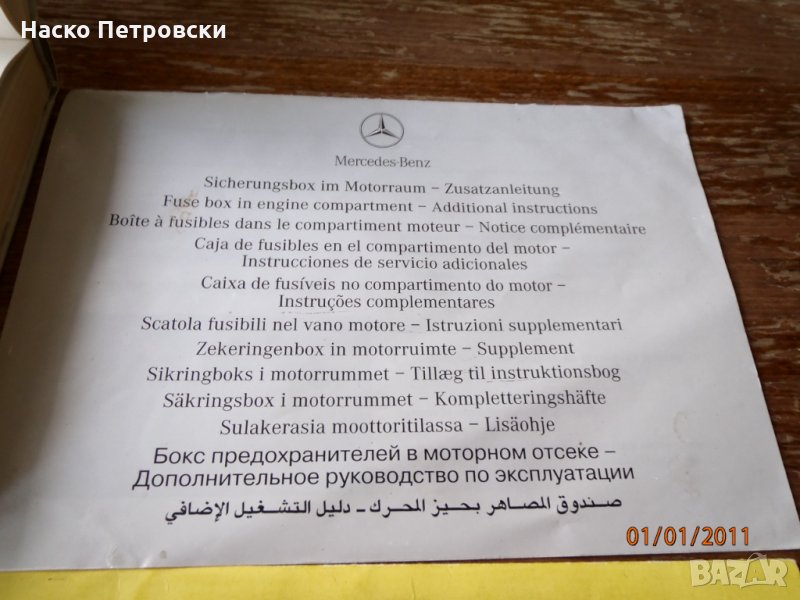 Наско Петровски
Mercedes-Benz
Sicherungsbox im Motorraum – Zusatzanleitung
Fuse box in engine compartment – Additional instructions
Boîte à fusibles dans le compartiment moteur – Notice complémentaire
Caja de fusibles en el compartimento del motor –
Instrucciones de servicio adicionales
Caixa de fusíveis no compartimento do motor –
Instruções complementares
Scatola fusibili nel vano motore – Istruzioni supplementari
Zekeringenbox in motorruimte – Supplement
Sikringboks i motorrummet – Tillæg til instruktionsbog
Säkringsbox i motorrummet – Kompletteringshäfte
Sulakerasia moottoritilassa – Lisäohje
Бокс предохранителей в моторном отсеке –
Дополнительное руководство по эксплуатации
صندوق المصاهر بحيز المحرك – دليل التشغيل الإضافي
01/01/2011
BAZAR